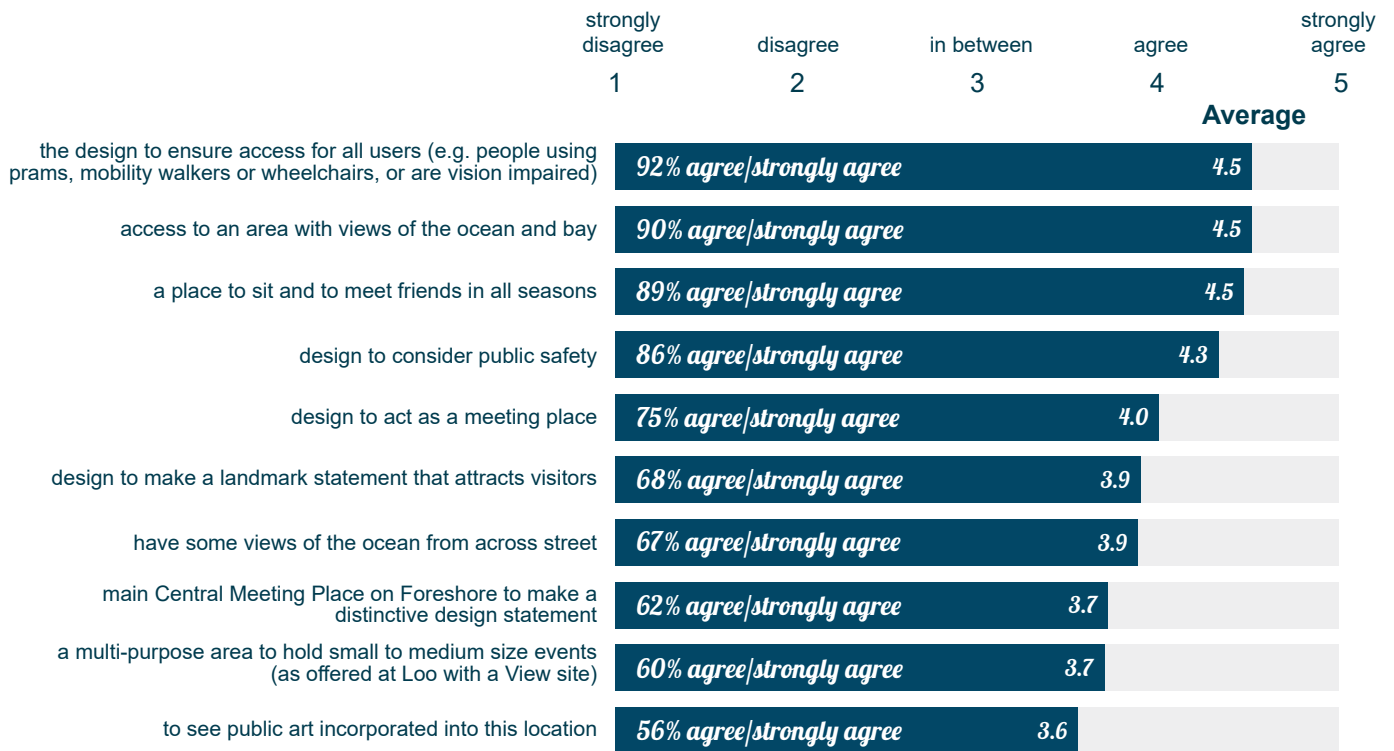 strongly disagree
disagree
in between
agree
strongly agree
1
2
3
4
5
Average
the design to ensure access for all users (e.g. people using
prams, mobility walkers or wheelchairs, or are vision impaired)
92% agree/strongly agree
4.5
access to an area with views of the ocean and bay
90% agree/strongly agree
4.5
a place to sit and to meet friends in all seasons
89% agree/strongly agree
4.5
design to consider public safety
86% agree/strongly agree
4.3
design to act as a meeting place
75% agree/strongly agree
4.0
design to make a landmark statement that attracts visitors
68% agree/strongly agree
3.9
have some views of the ocean from across street
67% agree/strongly agree
3.9
main Central Meeting Place on Foreshore to make a
distinctive design statement
62% agree/strongly agree
3.7
a multi-purpose area to hold small to medium size events
(as offered at Loo with a View site)
60% agree/strongly agree
3.7
to see public art incorporated into this location
56% agree/strongly agree
3.6